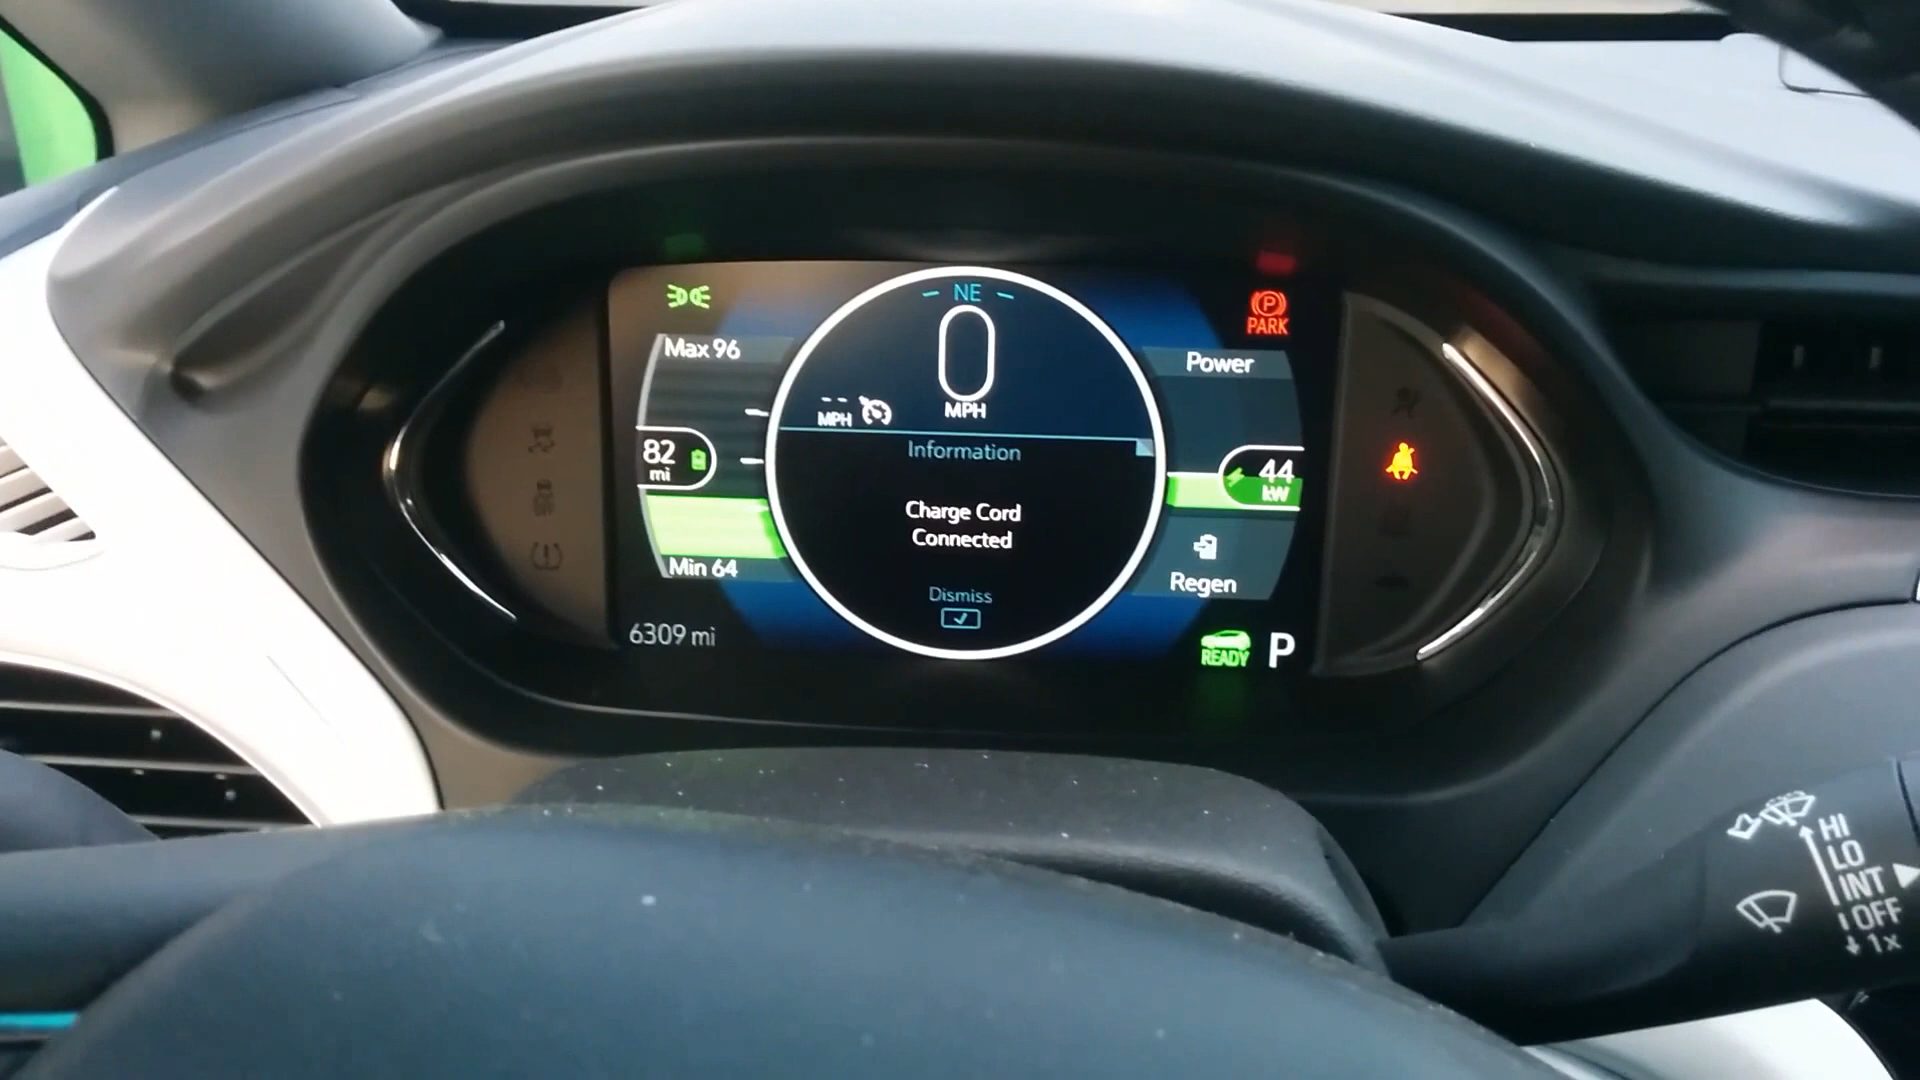 NE
PARK
Max 96
0
Power
MPH
-- MPH
82
mi
Information
44
kW
Charge Cord
Connected
Min 64
Regen
Dismiss
6309 mi
READY
P
HI
LO
INT
OFF
1x